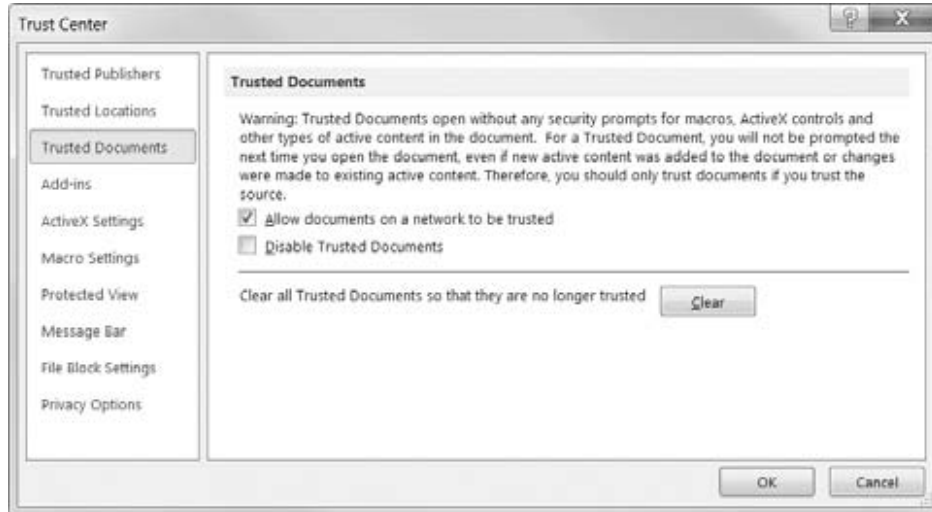 Trust Center
Trusted Publishers
Trusted Locations
Trusted Documents
Add-ins
ActiveX Settings
Macro Settings
Protected View
Message Bar
File Block Settings
Privacy Options
Trusted Documents
Warning: Trusted Documents open without any security prompts for macros, ActiveX controls and
other types of active content in the document. For a Trusted Document, you will not be prompted the
next time you open the document, even if new active content was added to the document or changes
were made to existing active content. Therefore, you should only trust documents if you trust the
source.
Allow documents on a network to be trusted
Disable Trusted Documents
Clear all Trusted Documents so that they are no longer trusted
Clear
OK
Cancel